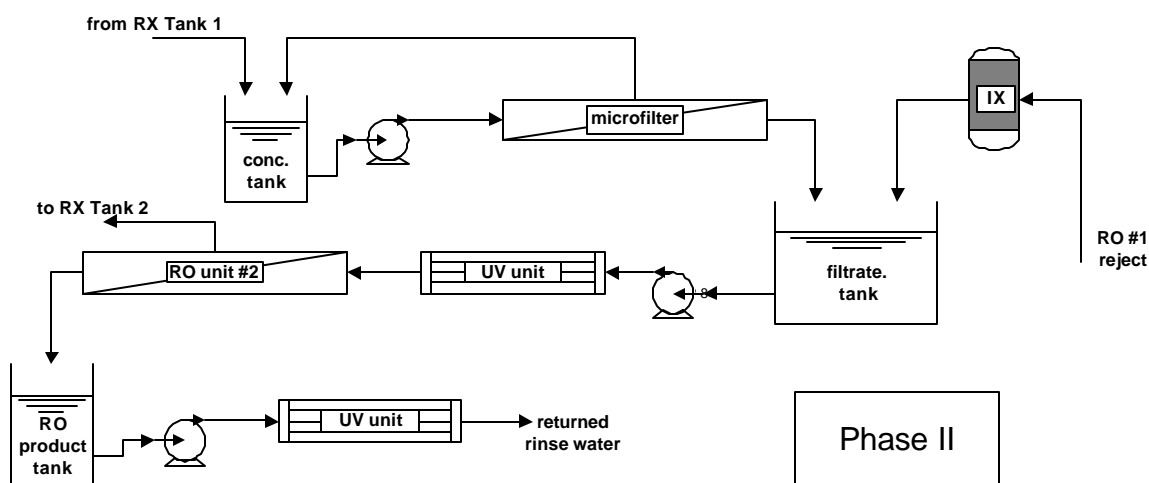 from RX Tank 1
microfilter
IX
conc.
tank
to RX Tank 2
RO #1
reject
RO unit #2
UV unit
filtrate.
tank
8
RO
product
tank
UV unit
returned
rinse water
Phase II